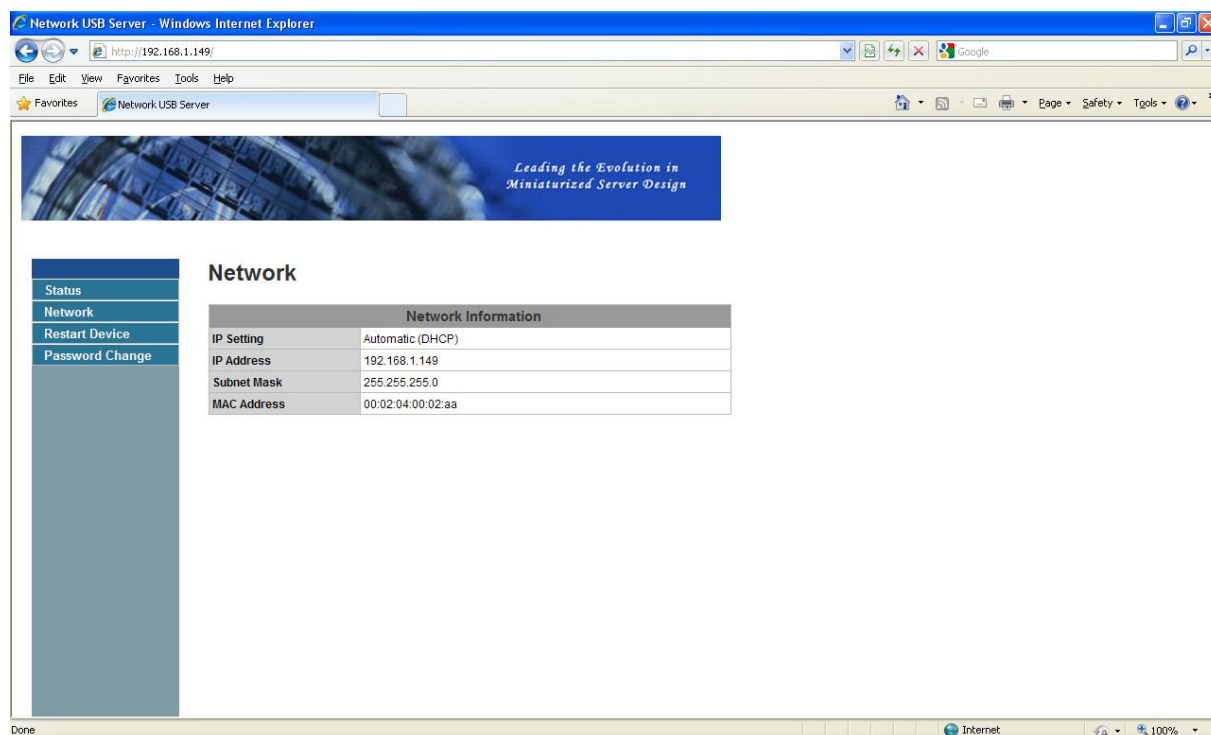 Network USB Server - Windows Internet Explorer
http://192.168.1.149/
Google
File Edit View Favorites Tools Help
Favorites Network USB Server Page Safety Tools
Leading the Evolution in
Miniaturized Server Design
Network
Status
Network
Restart Device
Password Change
Network Information
IP Setting Automatic (DHCP)
IP Address 192.168.1.149
Subnet Mask 255.255.255.0
MAC Address 00:02:04:00:02:aa
Done Internet 100%